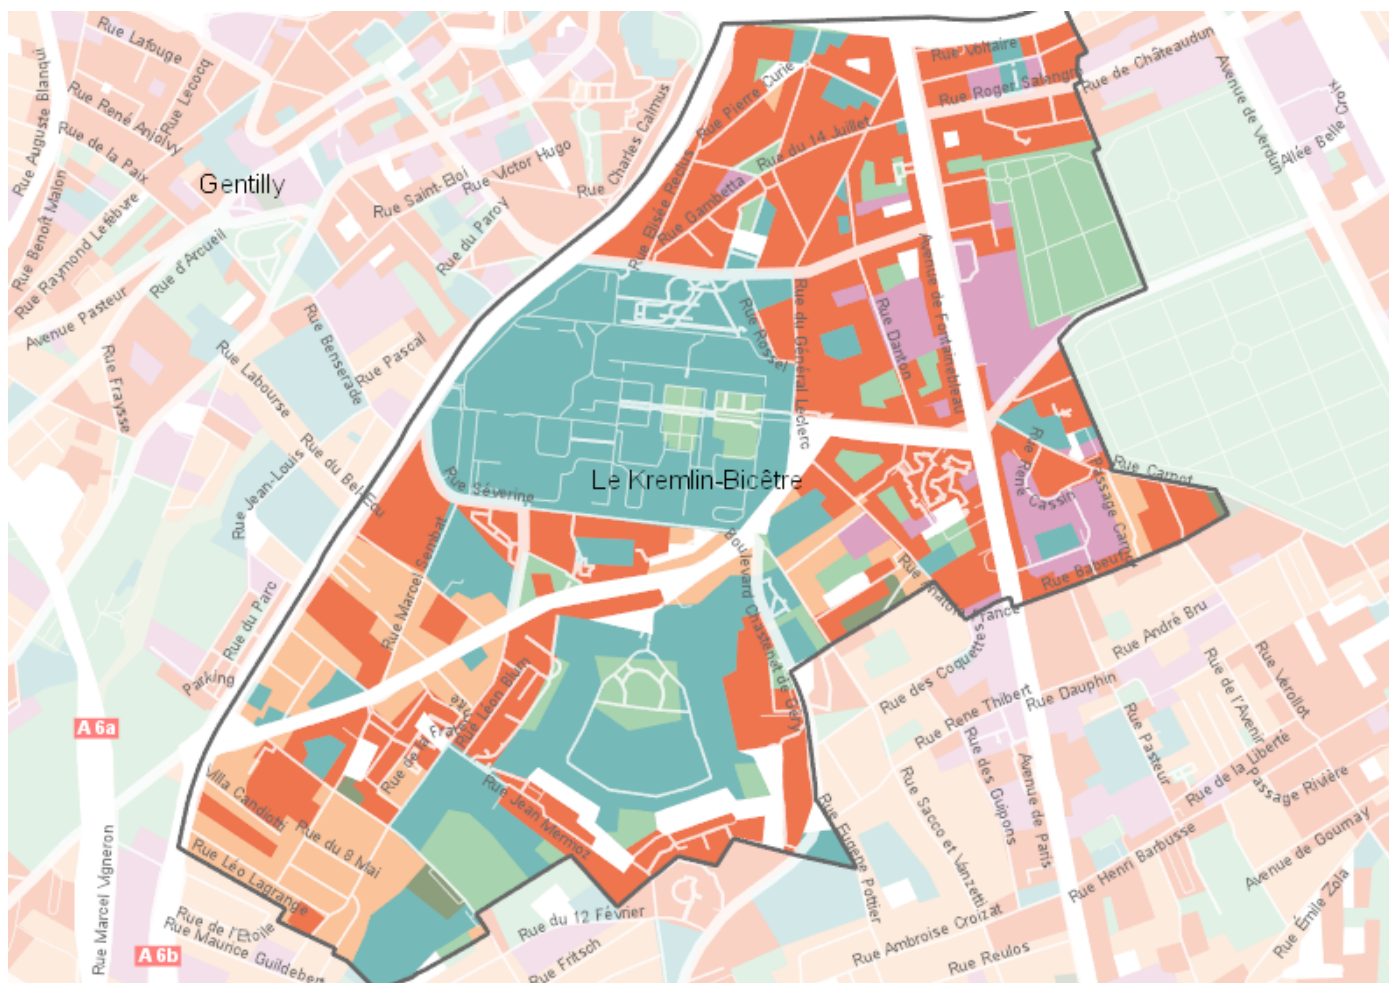 Rue Lafouge
Rue Lecocq
Rue Auguste Blanqui
Rue René Anjolvy
Rue de la Paix
Rue Benoît Malon
Rue Raymond Lefebvre
Gentilly
Rue Saint-Eloi
Rue Victor Hugo
Rue Charles Calmus
Rue du Paroy
Rue d'Arcueil
Avenue Pasteur
Rue Fraysse
Rue Benserade
Rue Pascal
Rue Labourse
Rue du Bel-Ecu
Rue Jean-Louis
Rue du Parc
Parking
A 6a
A 6b
Rue Marcel Vigneron
Rue Voltaire
Rue Roger Salengro
Rue de Châteaudun
Avenue de Verdun
Allée Belle Croix
Rue Pierre Curie
Rue du 14 Juillet
Rue Elisée Reclus
Rue Gambetta
Avenue de Fontainebleau
Rue Danton
Rue du Général Leclerc
Rue Rossel
Le Kremlin-Bicêtre
Rue Séverine
Rue Marcel Sembat
Boulevard Chastenet de Géry
Rue René Cassin
Passage Carnot
Rue Carnot
Rue Babeuf
Rue Anatole France
Rue Léon Blum
Rue de la Fraternité
Rue Jean Mermoz
Villa Candiotti
Rue du 8 Mai
Rue Léo Lagrange
Rue de l'Etoile
Rue Maurice Guildebert
Rue du 12 Février
Rue Fritsch
Rue Eugène Pottier
Rue Ambroise Croizat
Rue Reulos
Rue Sacco et Vanzetti
Rue des Guipons
Avenue de Paris
Rue des Coquettes
Rue Rene Thibert
Rue Dauphin
Rue André Bru
Rue Verollot
Rue de l'Avenir
Rue Pasteur
Rue de la Liberté
Passage Rivière
Rue Henri Barbusse
Avenue de Gournay
Rue Émile Zola